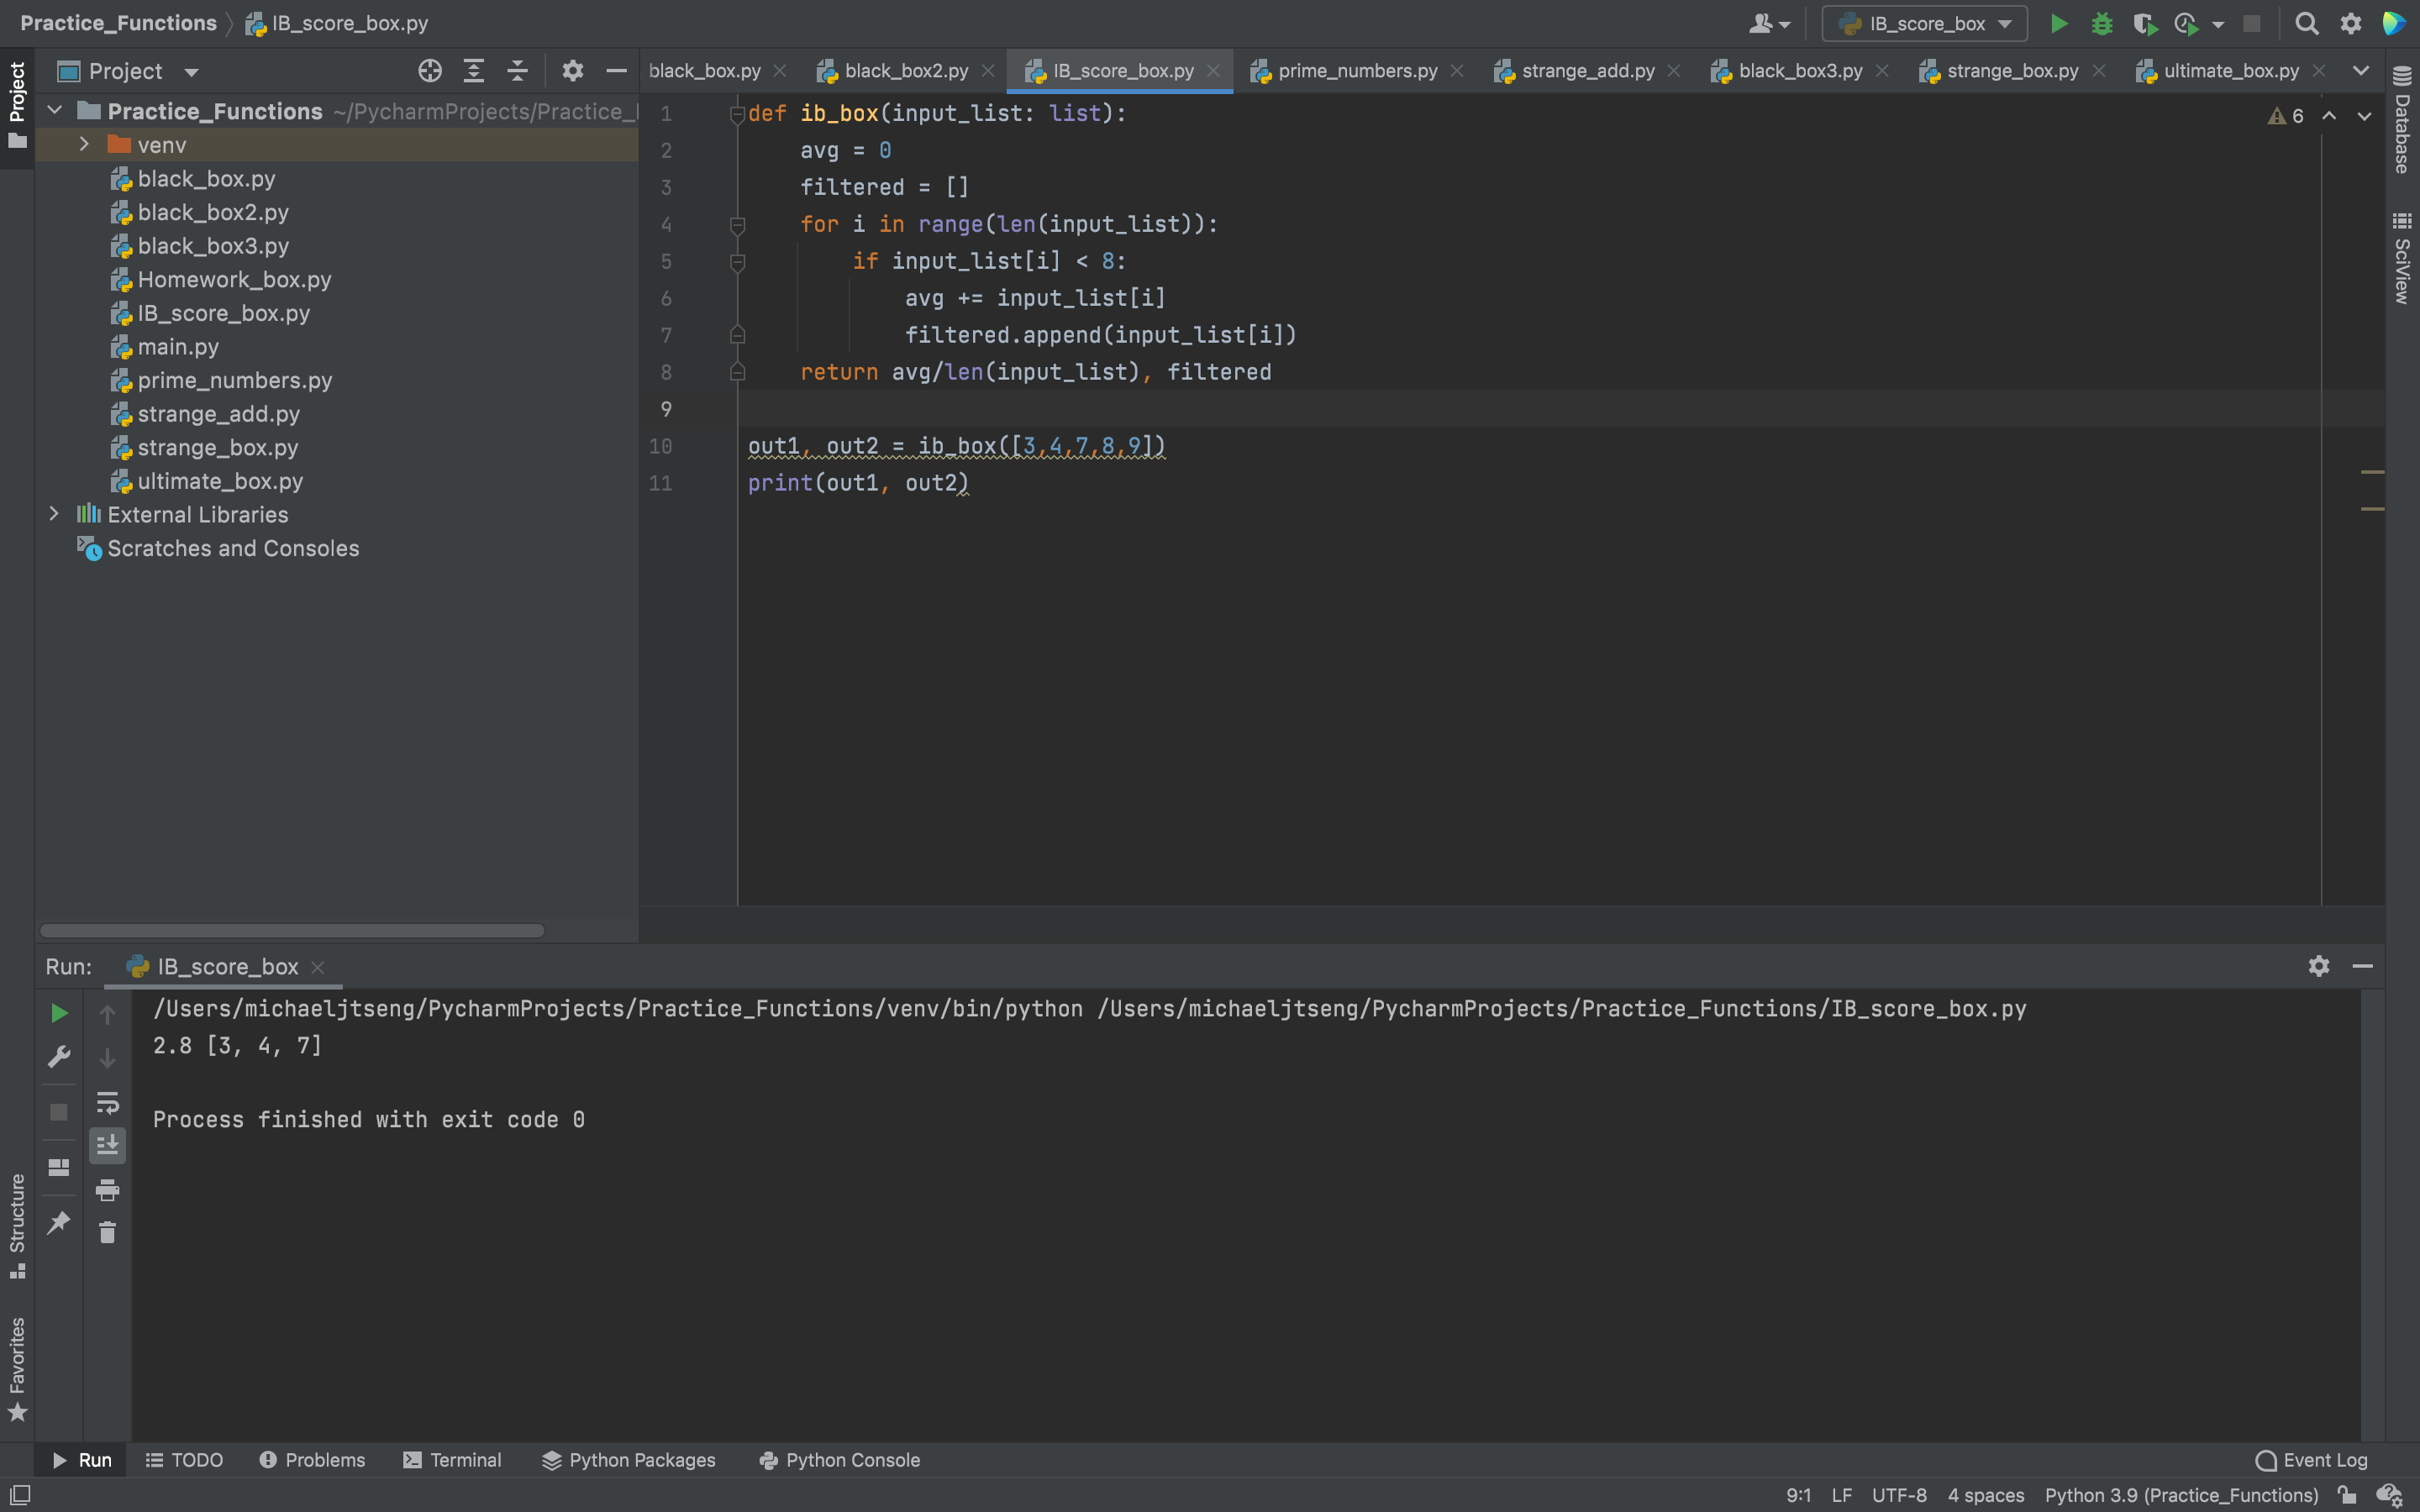 Practice_Functions IB_score_box.py
IB_score_box
Project
Project
black_box.py black_box2.py IB_score_box.py prime_numbers.py strange_add.py black_box3.py strange_box.py ultimate_box.py
Database
SciView
Practice_Functions ~/PycharmProjects/Practice_
venv
black_box.py
black_box2.py
black_box3.py
Homework_box.py
IB_score_box.py
main.py
prime_numbers.py
strange_add.py
strange_box.py
ultimate_box.py
External Libraries
Scratches and Consoles
6
1 def ib_box(input_list: list):
2     avg = 0
3     filtered = []
4     for i in range(len(input_list)):
5         if input_list[i] < 8:
6             avg += input_list[i]
7             filtered.append(input_list[i])
8     return avg/len(input_list), filtered
9
10 out1, out2 = ib_box([3,4,7,8,9])
11 print(out1, out2)
Run: IB_score_box
/Users/michaeljtseng/PycharmProjects/Practice_Functions/venv/bin/python /Users/michaeljtseng/PycharmProjects/Practice_Functions/IB_score_box.py
2.8 [3, 4, 7]
Process finished with exit code 0
Structure
Favorites
Run TODO Problems Terminal Python Packages Python Console Event Log
9:1 LF UTF-8 4 spaces Python 3.9 (Practice_Functions)